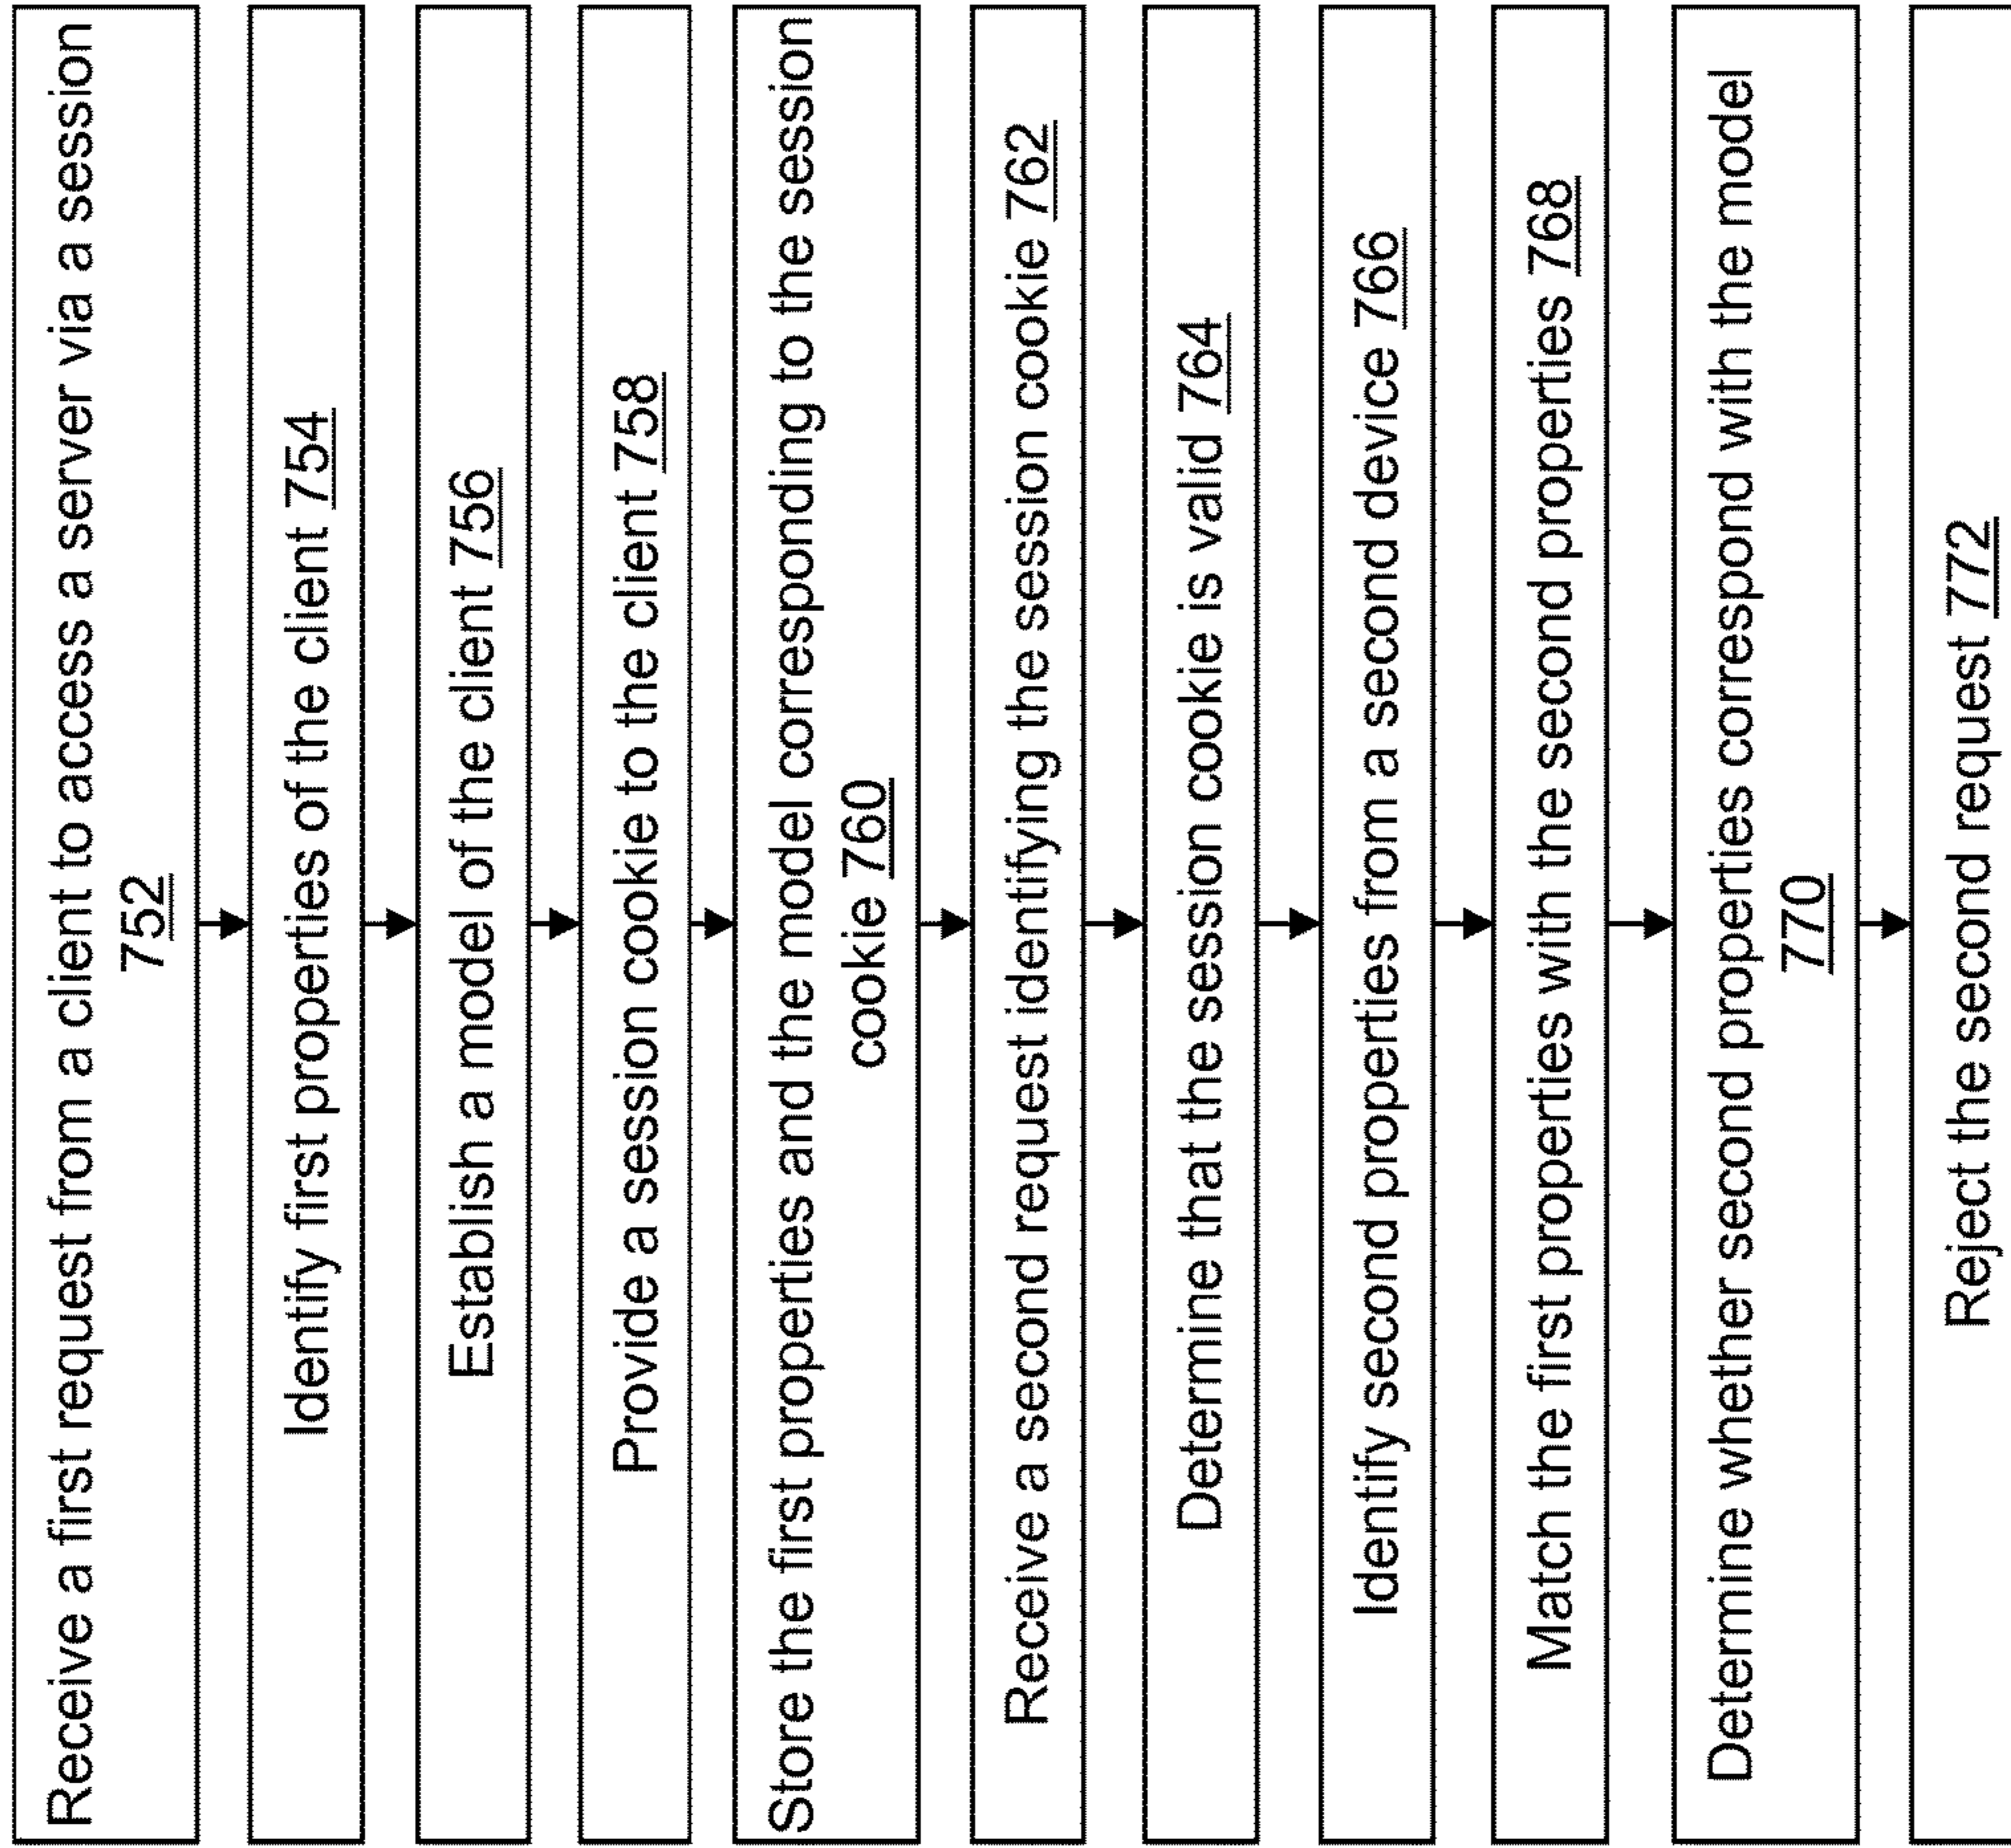 Receive a first request from a client to access a server via a session
752
Identify first properties of the client 754
Establish a model of the client 756
Provide a session cookie to the client 758
Store the first properties and the model corresponding to the session
cookie 760
Receive a second request identifying the session cookie 762
Determine that the session cookie is valid 764
Identify second properties from a second device 766
Match the first properties with the second properties 768
Determine whether second properties correspond with the model
770
Reject the second request 772